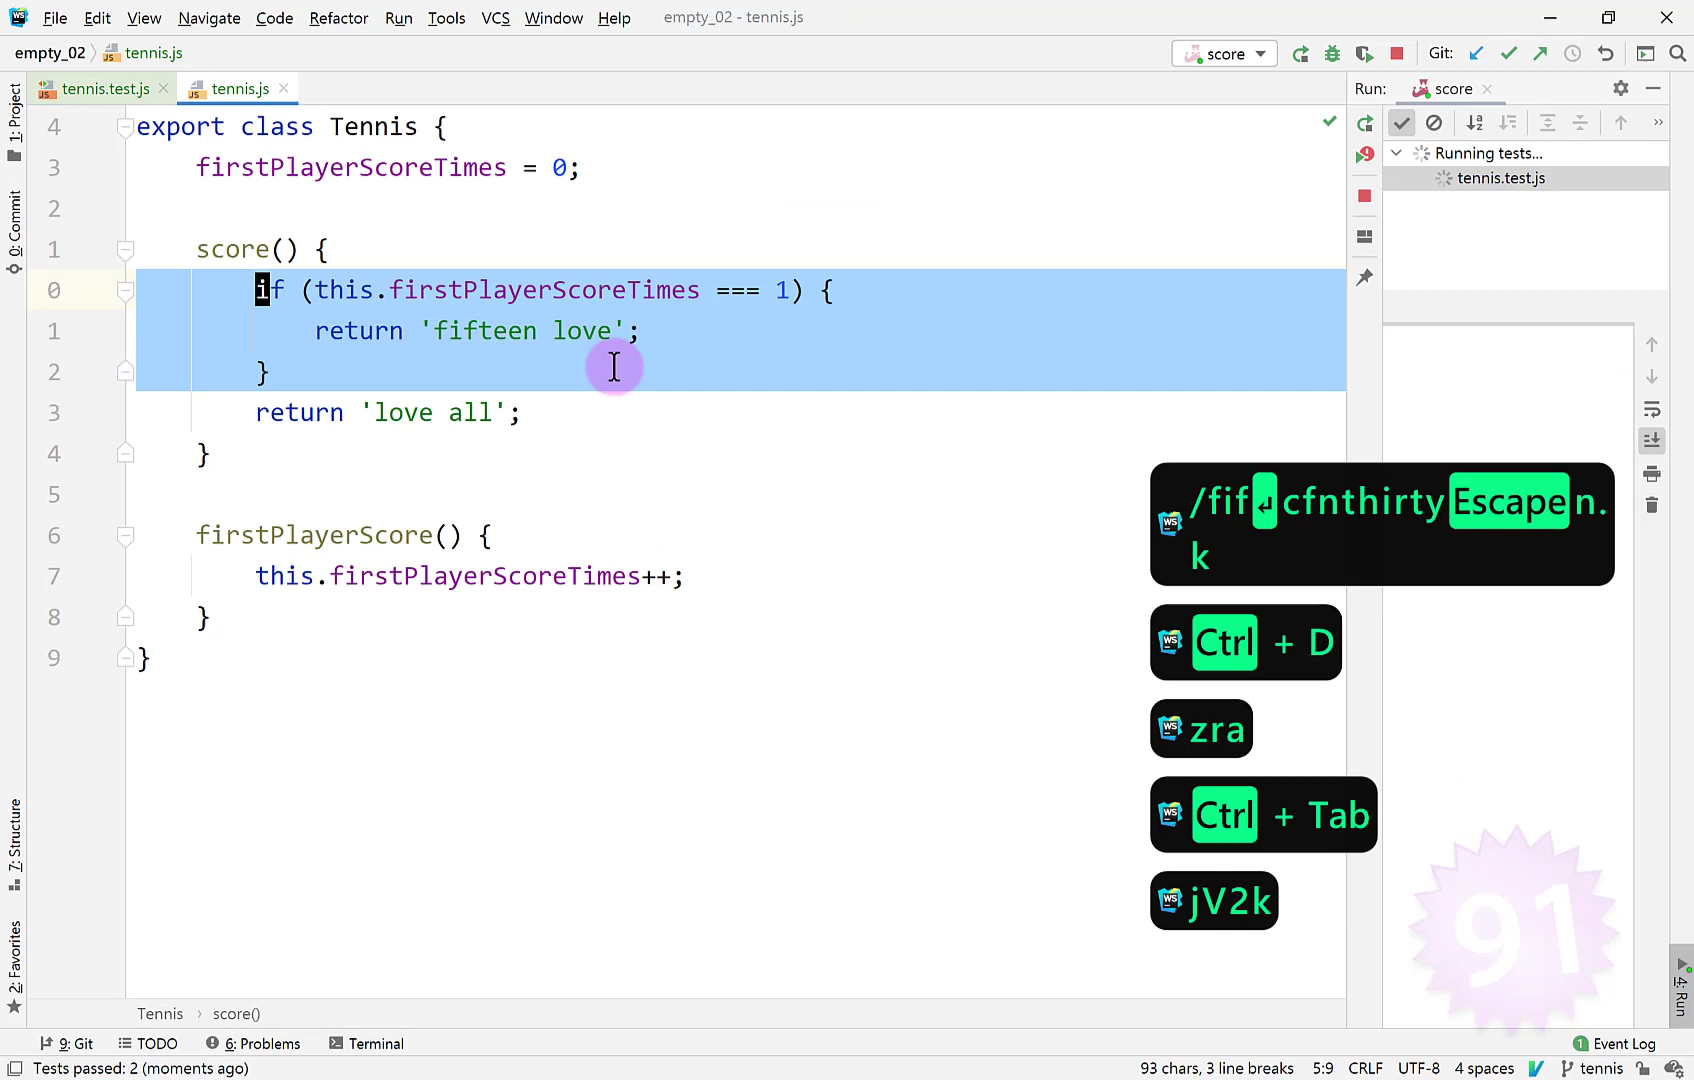 File Edit View Navigate Code Refactor Run Tools VCS Window Help empty_02 - tennis.js
empty_02 tennis.js score Git:
tennis.test.js tennis.js Run: score
4 export class Tennis {
3 firstPlayerScoreTimes = 0;
2
1 score() {
0 if (this.firstPlayerScoreTimes === 1) {
1 return 'fifteen love';
2 }
3 return 'love all';
4 }
5
6 firstPlayerScore() {
7 this.firstPlayerScoreTimes++;
8 }
9 }
Running tests...
tennis.test.js
/fif↵cfnthirtyEscapen.
k
Ctrl + D
zra
Ctrl + Tab
jV2k
91
1: Project
0: Commit
7: Structure
2: Favorites
4: Run
Tennis › score()
9: Git TODO 6: Problems Terminal 1 Event Log
Tests passed: 2 (moments ago) 93 chars, 3 line breaks 5:9 CRLF UTF-8 4 spaces tennis